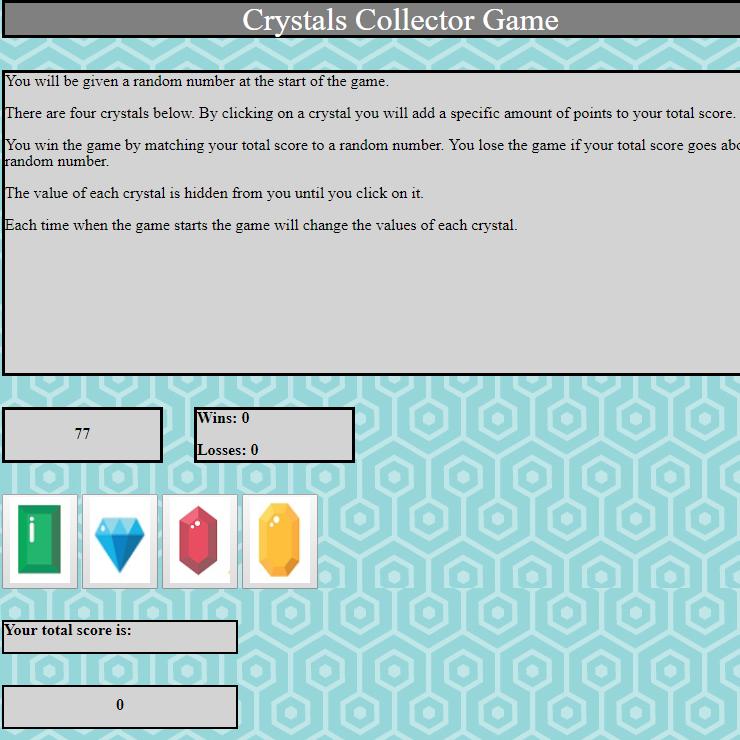 Crystals Collector Game
You will be given a random number at the start of the game.
There are four crystals below. By clicking on a crystal you will add a specific amount of points to your total score.
You win the game by matching your total score to a random number. You lose the game if your total score goes
random number.
The value of each crystal is hidden from you until you click on it.
Each time when the game starts the game will change the values of each crystal.
77
Wins: 0
Losses: 0
Your total score is:
0